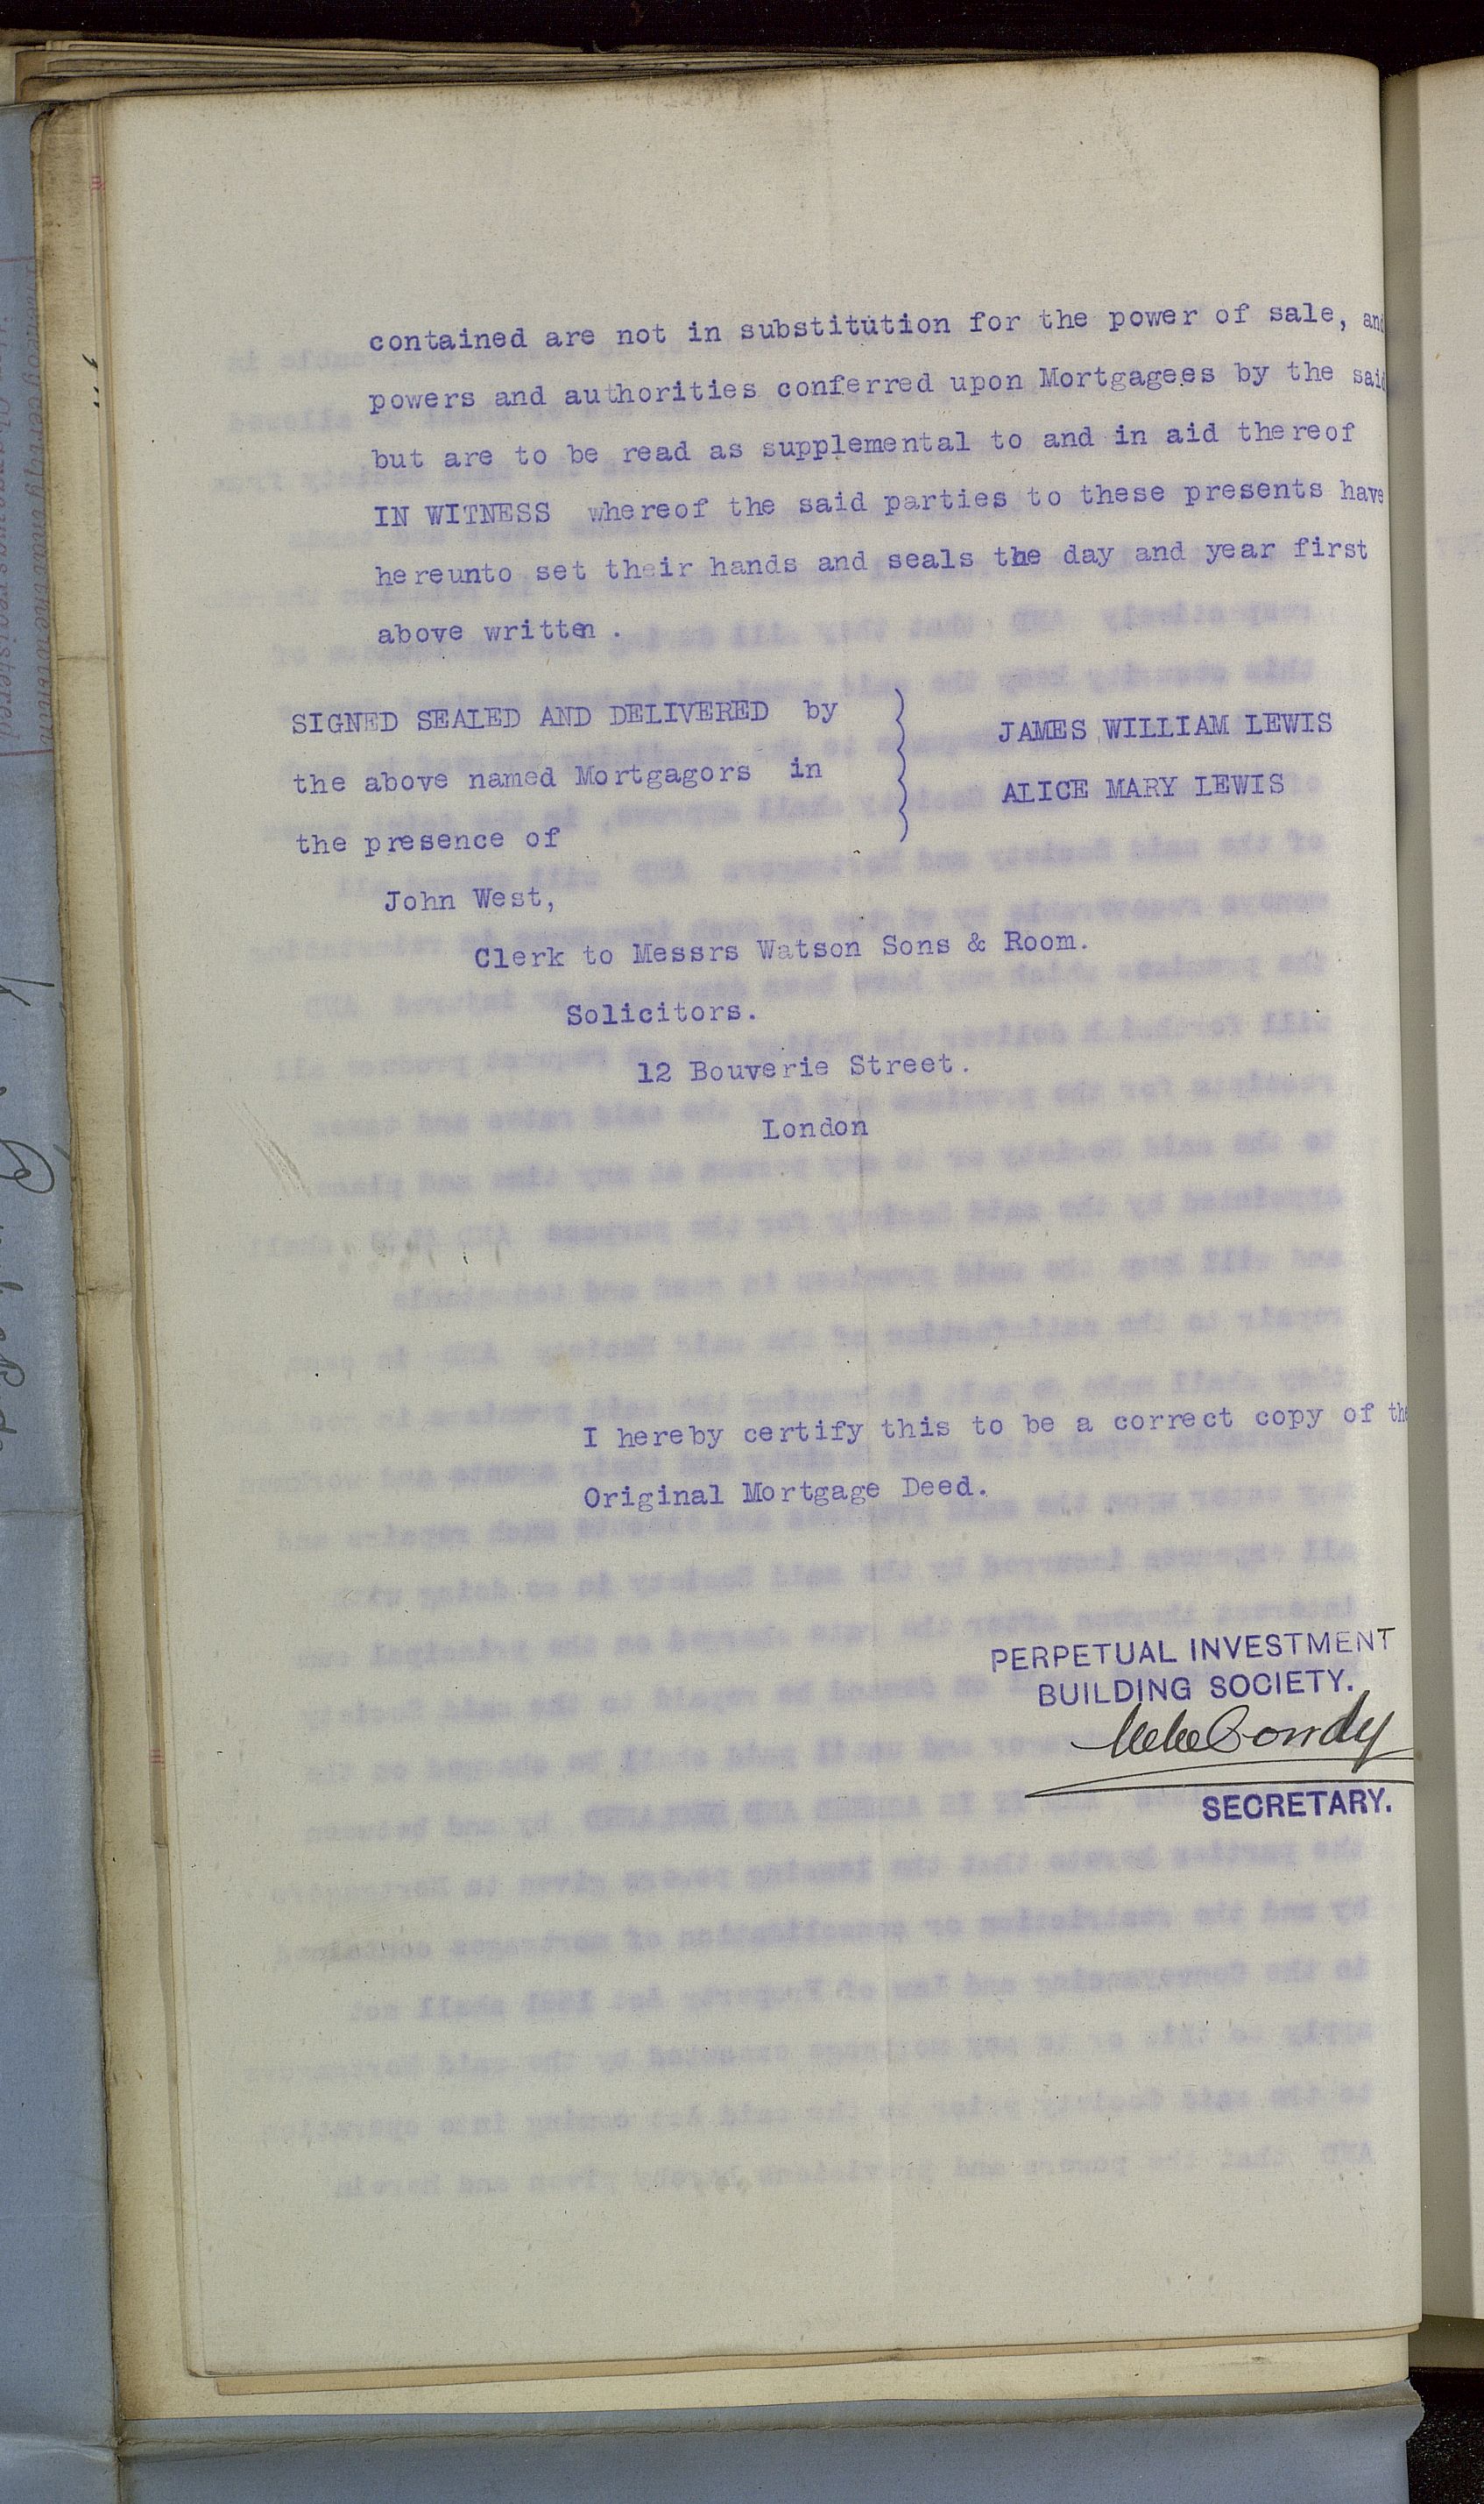 contained are not in substitution for the power of sale, and
powers and authorities conferred upon Mortgagees by the said
but are to be read as supplemental to and in aid thereof
IN WITNESS whereof the said parties to these presents have
hereunto set their hands and seals the day and year first
above written.
SIGNED SEALED AND DELIVERED by
the above named Mortgagors in
the presence of
JAMES WILLIAM LEWIS
ALICE MARY LEWIS
John West,
Clerk to Messrs Watson Sons & Room.
Solicitors.
12 Bouverie Street.
London
I hereby certify this to be a correct copy of the
Original Mortgage Deed.
PERPETUAL INVESTMENT
BUILDING SOCIETY.
SECRETARY.